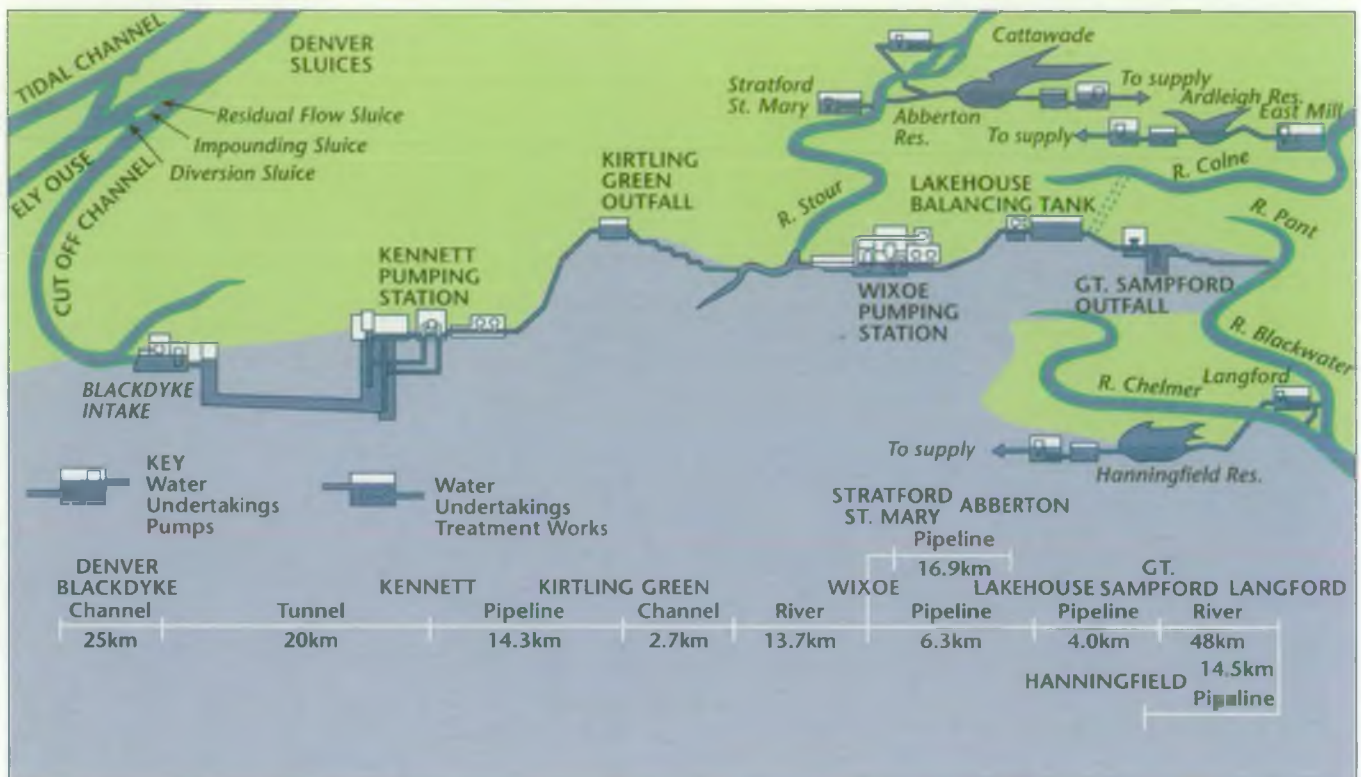 TIDAL CHANNEL
DENVER
SLUICES
Residual Flow Sluice
Impounding Sluice
Diversion Sluice
ELY OUSE
CUT OFF CHANNEL
BLACKDYKE
INTAKE
KENNETT
PUMPING
STATION
KIRTLING
GREEN
OUTFALL
Stratford
St. Mary
Cattawade
Abberton
Res.
To supply
Ardleigh Res.
East Mill
To supply
R. Colne
R. Stour
LAKEHOUSE
BALANCING TANK
R. Pant
WIXOE
PUMPING
STATION
GT. SAMPFORD
OUTFALL
R. Blackwater
R. Chelmer
Langford
To supply
Hanningfield Res.
KEY
Water
Undertakings
Pumps
Water
Undertakings
Treatment Works
STRATFORD
ST. MARY
ABBERTON
Pipeline
16.9km
DENVER
BLACKDYKE
KENNETT
KIRTLING GREEN
WIXOE
LAKEHOUSE
GT.
SAMPFORD
LANGFORD
Channel Tunnel Pipeline Channel River Pipeline Pipeline River
25km 20km 14.3km 2.7km 13.7km 6.3km 4.0km 48km
HANNINGFIELD
14.5km
Pipeline